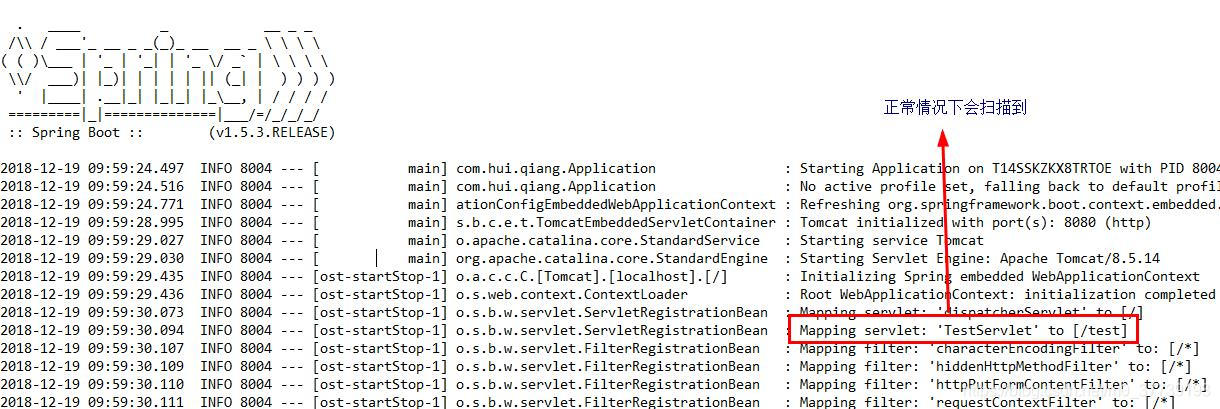 :: Spring Boot ::        (v1.5.3.RELEASE)
正常情况下会扫描到
2018-12-19 09:59:24.497  INFO 8004 --- [           main] com.hui.qiang.Application                : Starting Application on T14SSKZKX8TRTOE with PID 8004
2018-12-19 09:59:24.516  INFO 8004 --- [           main] com.hui.qiang.Application                : No active profile set, falling back to default profil
2018-12-19 09:59:24.771  INFO 8004 --- [           main] ationConfigEmbeddedWebApplicationContext : Refreshing org.springframework.boot.context.embedded.
2018-12-19 09:59:28.995  INFO 8004 --- [           main] s.b.c.e.t.TomcatEmbeddedServletContainer : Tomcat initialized with port(s): 8080 (http)
2018-12-19 09:59:29.027  INFO 8004 --- [           main] o.apache.catalina.core.StandardService   : Starting service Tomcat
2018-12-19 09:59:29.030  INFO 8004 --- [           main] org.apache.catalina.core.StandardEngine  : Starting Servlet Engine: Apache Tomcat/8.5.14
2018-12-19 09:59:29.435  INFO 8004 --- [ost-startStop-1] o.a.c.c.C.[Tomcat].[localhost].[/]       : Initializing Spring embedded WebApplicationContext
2018-12-19 09:59:29.436  INFO 8004 --- [ost-startStop-1] o.s.web.context.ContextLoader            : Root WebApplicationContext: initialization completed
2018-12-19 09:59:30.073  INFO 8004 --- [ost-startStop-1] o.s.b.w.servlet.ServletRegistrationBean  : Mapping servlet: 'dispatcherServlet' to [/]
2018-12-19 09:59:30.094  INFO 8004 --- [ost-startStop-1] o.s.b.w.servlet.ServletRegistrationBean  : Mapping servlet: 'TestServlet' to [/test]
2018-12-19 09:59:30.107  INFO 8004 --- [ost-startStop-1] o.s.b.w.servlet.FilterRegistrationBean   : Mapping filter: 'characterEncodingFilter' to: [/*]
2018-12-19 09:59:30.109  INFO 8004 --- [ost-startStop-1] o.s.b.w.servlet.FilterRegistrationBean   : Mapping filter: 'hiddenHttpMethodFilter' to: [/*]
2018-12-19 09:59:30.110  INFO 8004 --- [ost-startStop-1] o.s.b.w.servlet.FilterRegistrationBean   : Mapping filter: 'httpPutFormContentFilter' to: [/*]
2018-12-19 09:59:30.111  INFO 8004 --- [ost-startStop-1] o.s.b.w.servlet.FilterRegistrationBean   : Mapping filter: 'requestContextFilter' to: [/*]